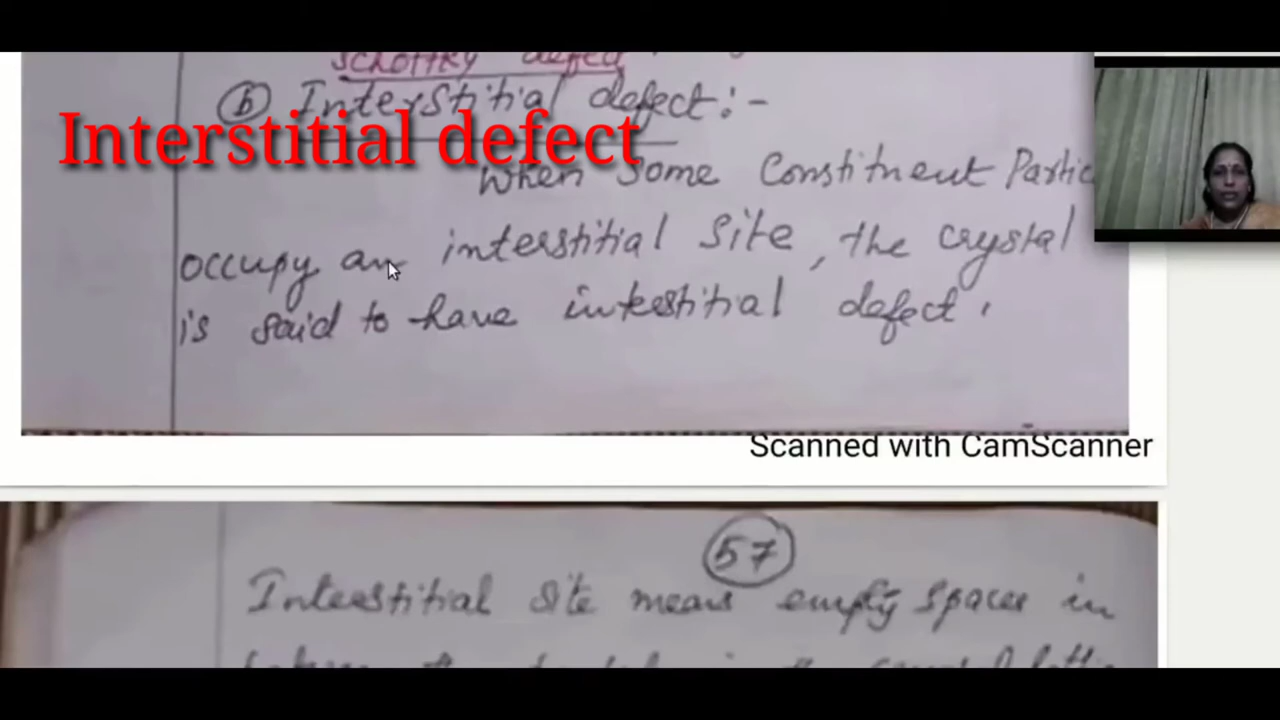 Schottky defect
(b) Interstitial defect:-
Interstitial defect
When Some Constituent Partic
occupy an interstitial Site, the crystal
is said to have interstitial defect.
Scanned with CamScanner
57
Interstitial site means empty spaces in